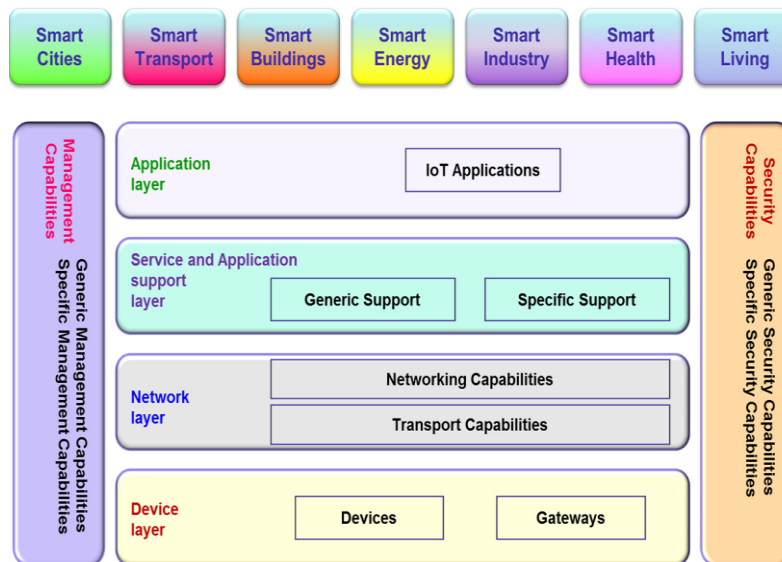 Smart
Cities
Smart
Transport
Smart
Buildings
Smart
Energy
Smart
Industry
Smart
Health
Smart
Living
Management
Capabilities
Generic Management Capabilities
Specific Management Capabilities
Application
layer
IoT Applications
Service and Application
support
layer
Generic Support
Specific Support
Network
layer
Networking Capabilities
Transport Capabilities
Device
layer
Devices
Gateways
Security
Capabilities
Generic Security Capabilities
Specific Security Capabilities